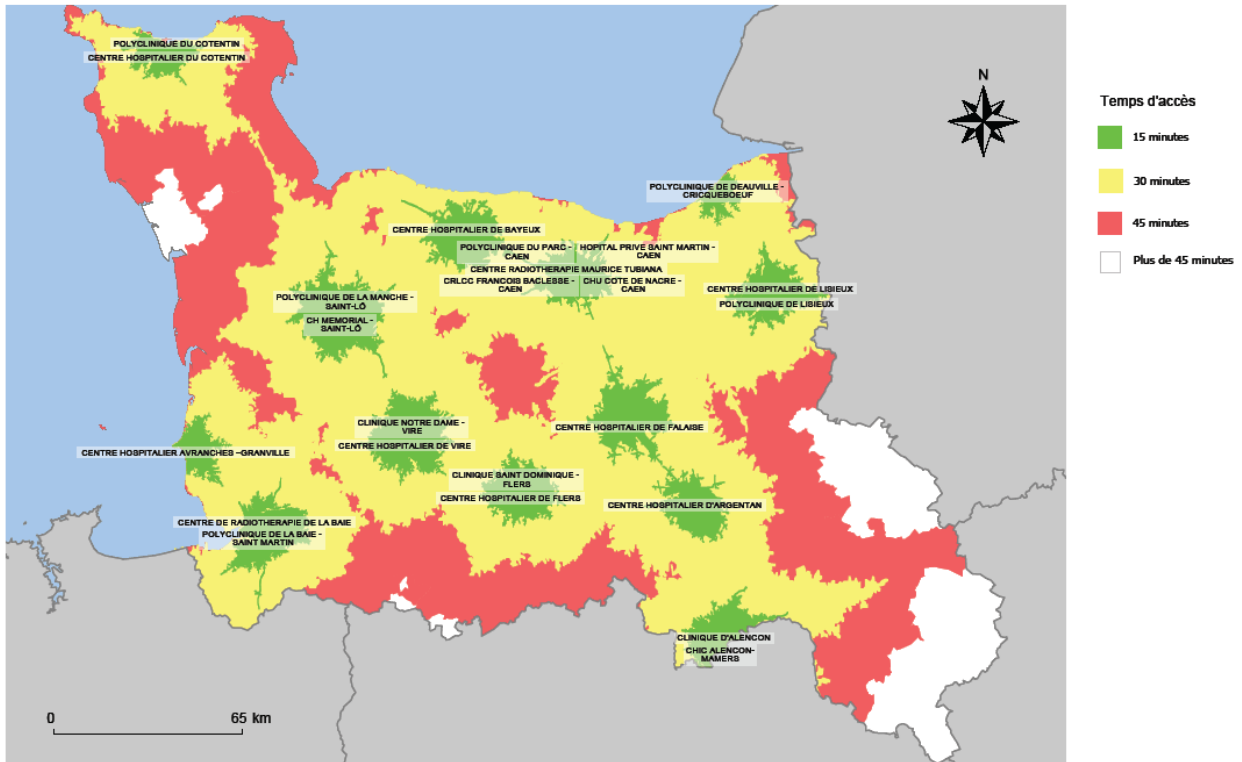 POLYCLINIQUE DU COTENTIN
CENTRE HOSPITALIER DU COTENTIN
N
Temps d'accès
15 minutes
30 minutes
45 minutes
Plus de 45 minutes
POLYCLINIQUE DE DEAUVILLE -
CRICQUEBOEUF
CENTRE HOSPITALIER DE BAYEUX
POLYCLINIQUE DU PARC -
CAEN
HOPITAL PRIVE SAINT MARTIN -
CAEN
CENTRE RADIOTHERAPIE MAURICE TUBIANA
CRLCC FRANCOIS BACLESSE -
CAEN
CHU COTE DE NACRE -
CAEN
CENTRE HOSPITALIER DE LISIEUX
POLYCLINIQUE DE LISIEUX
POLYCLINIQUE DE LA MANCHE -
SAINT-LÔ
CH MEMORIAL -
SAINT-LÔ
CLINIQUE NOTRE DAME -
VIRE
CENTRE HOSPITALIER DE VIRE
CENTRE HOSPITALIER DE FALAISE
CENTRE HOSPITALIER AVRANCHES -GRANVILLE
CLINIQUE SAINT DOMINIQUE -
FLERS
CENTRE HOSPITALIER DE FLERS
CENTRE HOSPITALIER D'ARGENTAN
CENTRE DE RADIOTHERAPIE DE LA BAIE
POLYCLINIQUE DE LA BAIE -
SAINT MARTIN
CLINIQUE D'ALENCON
CHIC ALENCON-
MAMERS
0 65 km